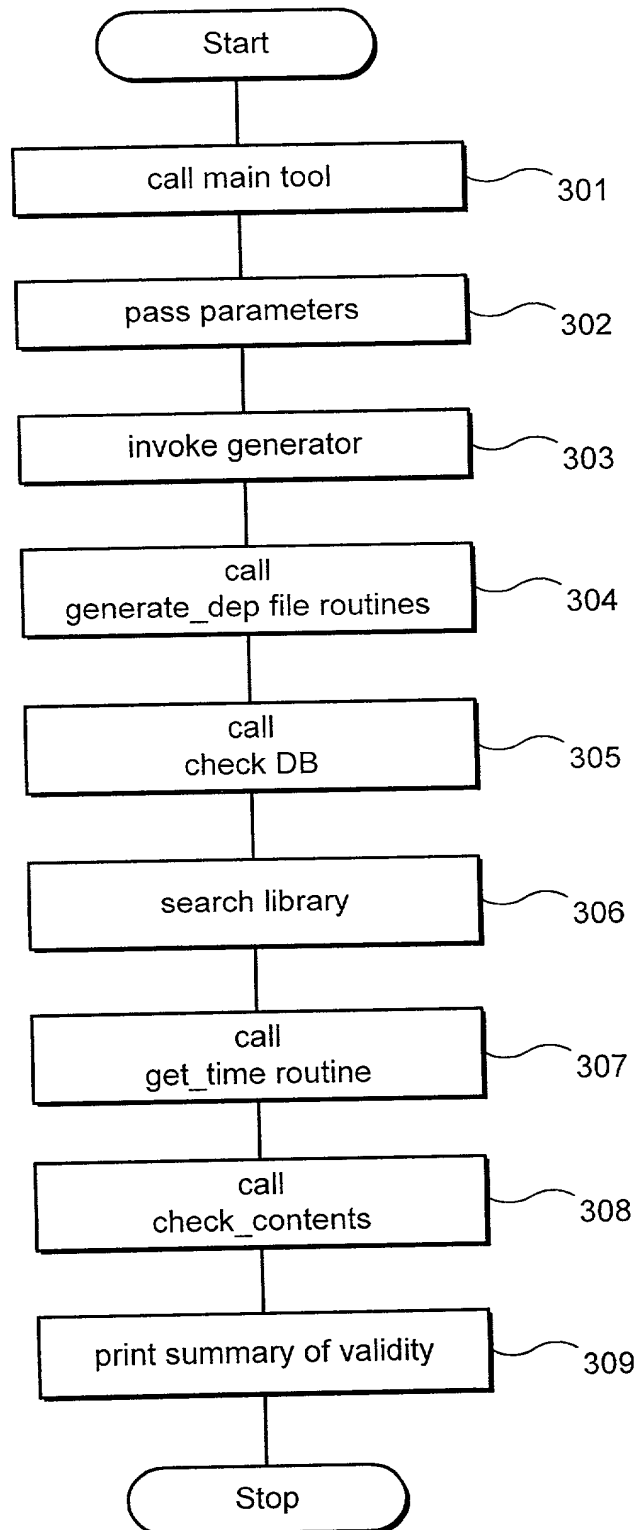 Start
call main tool
301
pass parameters
302
invoke generator
303
call
generate_dep file routines
304
call
check DB
305
search library
306
call
get_time routine
307
call
check_contents
308
print summary of validity
309
Stop